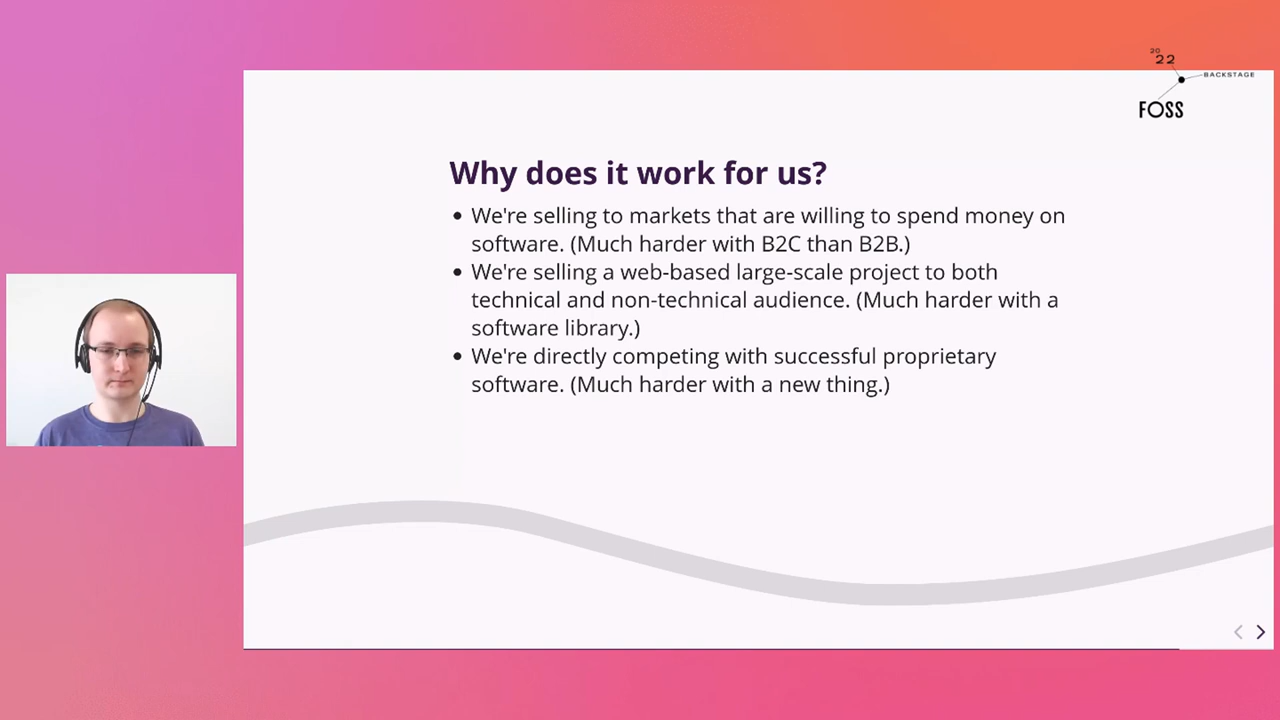 20
22
BACKSTAGE
FOSS
Why does it work for us?
• We're selling to markets that are willing to spend money on
software. (Much harder with B2C than B2B.)
• We're selling a web-based large-scale project to both
technical and non-technical audience. (Much harder with a
software library.)
• We're directly competing with successful proprietary
software. (Much harder with a new thing.)